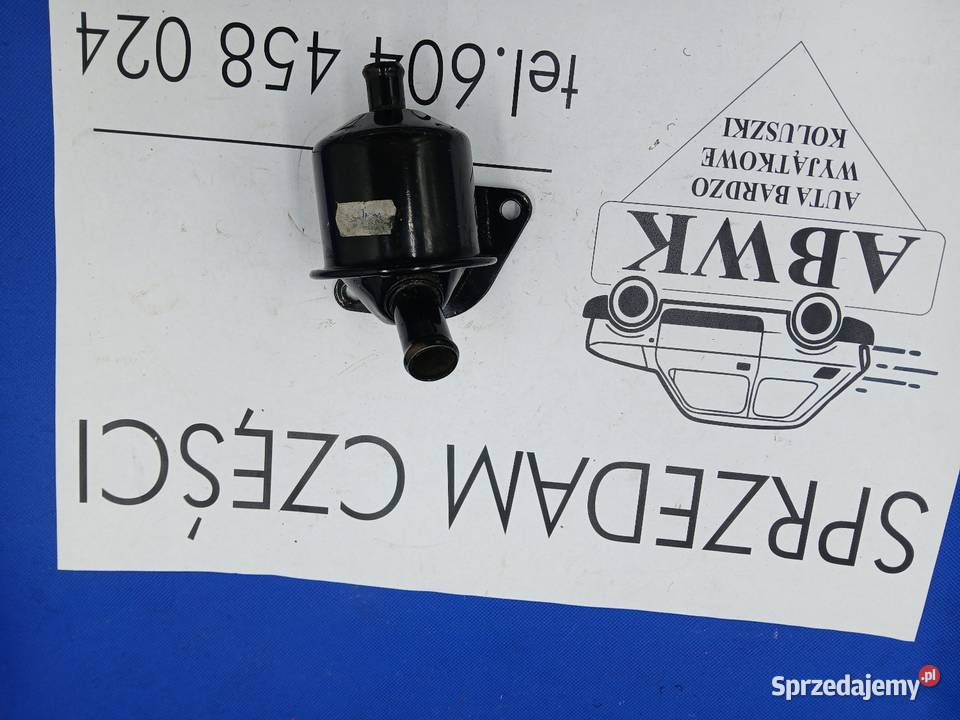 SPRZEDAM CZĘŚCI
ABWK
AUTA BARDZO
WYJĄTKOWE
KOLUSZKI
tel.604 458 024
Sprzedajemy.pl